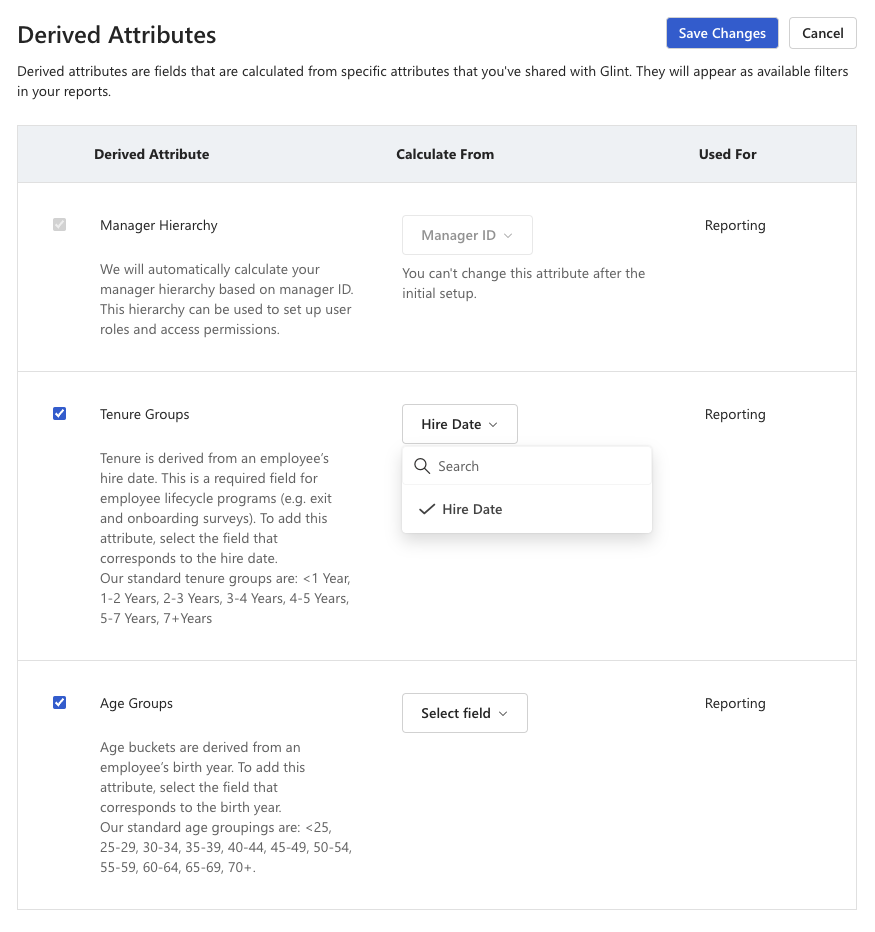 Derived Attributes
Save Changes
Cancel
Derived attributes are fields that are calculated from specific attributes that you've shared with Glint. They will appear as available filters
in your reports.
Derived Attribute
Calculate From
Used For
Manager Hierarchy
Manager ID
Reporting
We will automatically calculate your
manager hierarchy based on manager ID.
This hierarchy can be used to set up user
roles and access permissions.
You can't change this attribute after the
initial setup.
Tenure Groups
Hire Date
Reporting
Search
Hire Date
Tenure is derived from an employee’s
hire date. This is a required field for
employee lifecycle programs (e.g. exit
and onboarding surveys). To add this
attribute, select the field that
corresponds to the hire date.
Our standard tenure groups are: <1 Year,
1-2 Years, 2-3 Years, 3-4 Years, 4-5 Years,
5-7 Years, 7+Years
Age Groups
Select field
Reporting
Age buckets are derived from an
employee’s birth year. To add this
attribute, select the field that
corresponds to the birth year.
Our standard age groupings are: <25,
25-29, 30-34, 35-39, 40-44, 45-49, 50-54,
55-59, 60-64, 65-69, 70+.